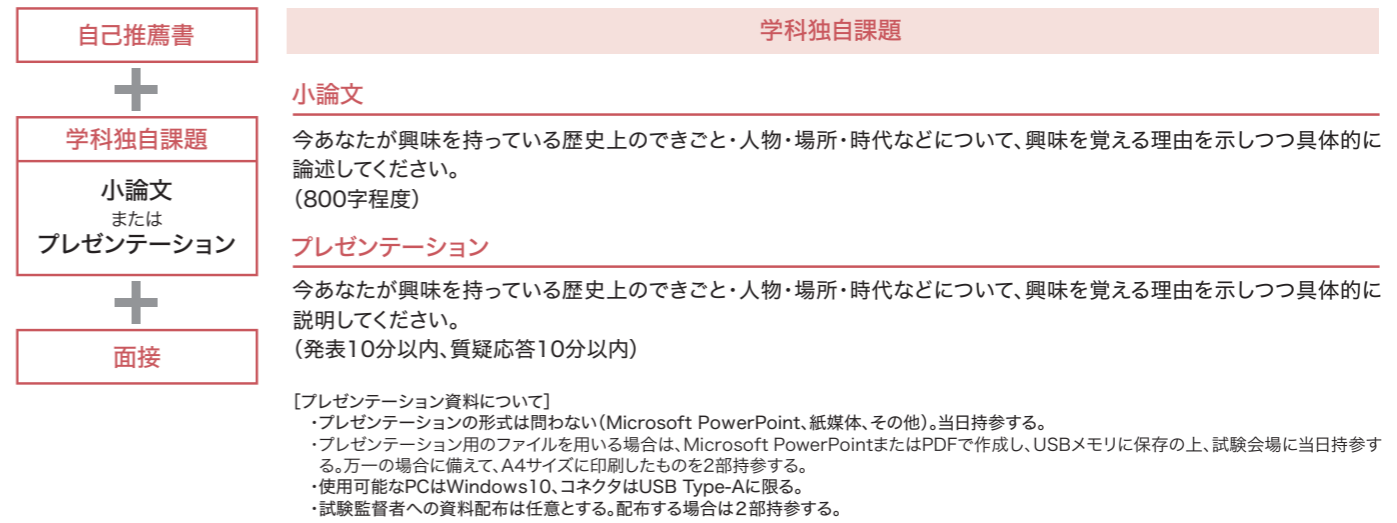 自己推薦書
+
学科独自課題
小論文
または
プレゼンテーション
+
面接
学科独自課題
小論文
今あなたが興味を持っている歴史上のできごと・人物・場所・時代などについて、興味を覚える理由を示しつつ具体的に
論述してください。
（800字程度）
プレゼンテーション
今あなたが興味を持っている歴史上のできごと・人物・場所・時代などについて、興味を覚える理由を示しつつ具体的に
説明してください。
（発表10分以内、質疑応答10分以内）
［プレゼンテーション資料について］
・プレゼンテーションの形式は問わない（Microsoft PowerPoint、紙媒体、その他）。当日持参する。
・プレゼンテーション用のファイルを用いる場合は、Microsoft PowerPointまたはPDFで作成し、USBメモリに保存の上、試験会場に当日持参す
る。万一の場合に備えて、A4サイズに印刷したものを2部持参する。
・使用可能なPCはWindows10、コネクタはUSB Type-Aに限る。
・試験監督者への資料配布は任意とする。配布する場合は2部持参する。